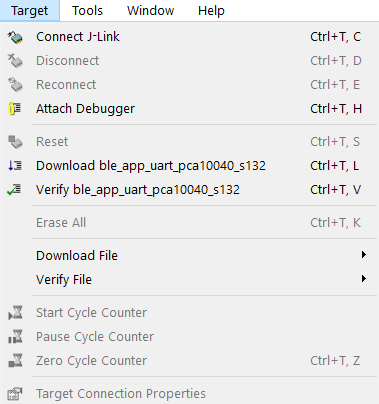 Target Tools Window Help
Connect J-Link Ctrl+T, C
Disconnect Ctrl+T, D
Reconnect Ctrl+T, E
Attach Debugger Ctrl+T, H
Reset Ctrl+T, S
Download ble_app_uart_pca10040_s132 Ctrl+T, L
Verify ble_app_uart_pca10040_s132 Ctrl+T, V
Erase All Ctrl+T, K
Download File
Verify File
Start Cycle Counter
Pause Cycle Counter
Zero Cycle Counter Ctrl+T, Z
Target Connection Properties